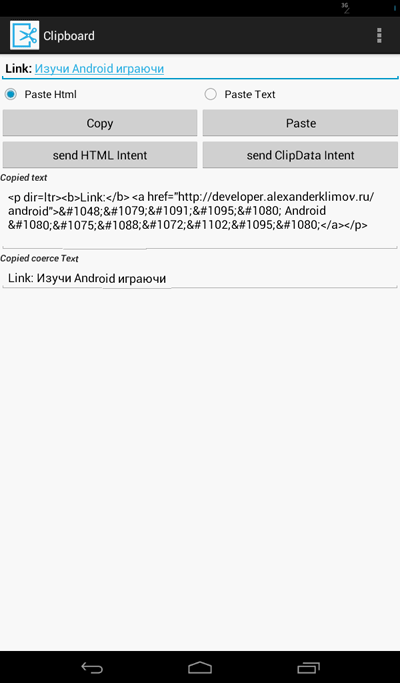 3G
Clipboard
Link: Изучи Android играючи
Paste Html
Paste Text
Copy
Paste
send HTML Intent
send ClipData Intent
Copied text
<p dir=ltr><b>Link:</b> <a href="http://developer.alexanderklimov.ru/
android">&#1048;&#1079;&#1091;&#1095;&#1080; Android
&#1080;&#1075;&#1088;&#1072;&#1102;&#1095;&#1080;</a></p>
Copied coerce Text
Link: Изучи Android играючи